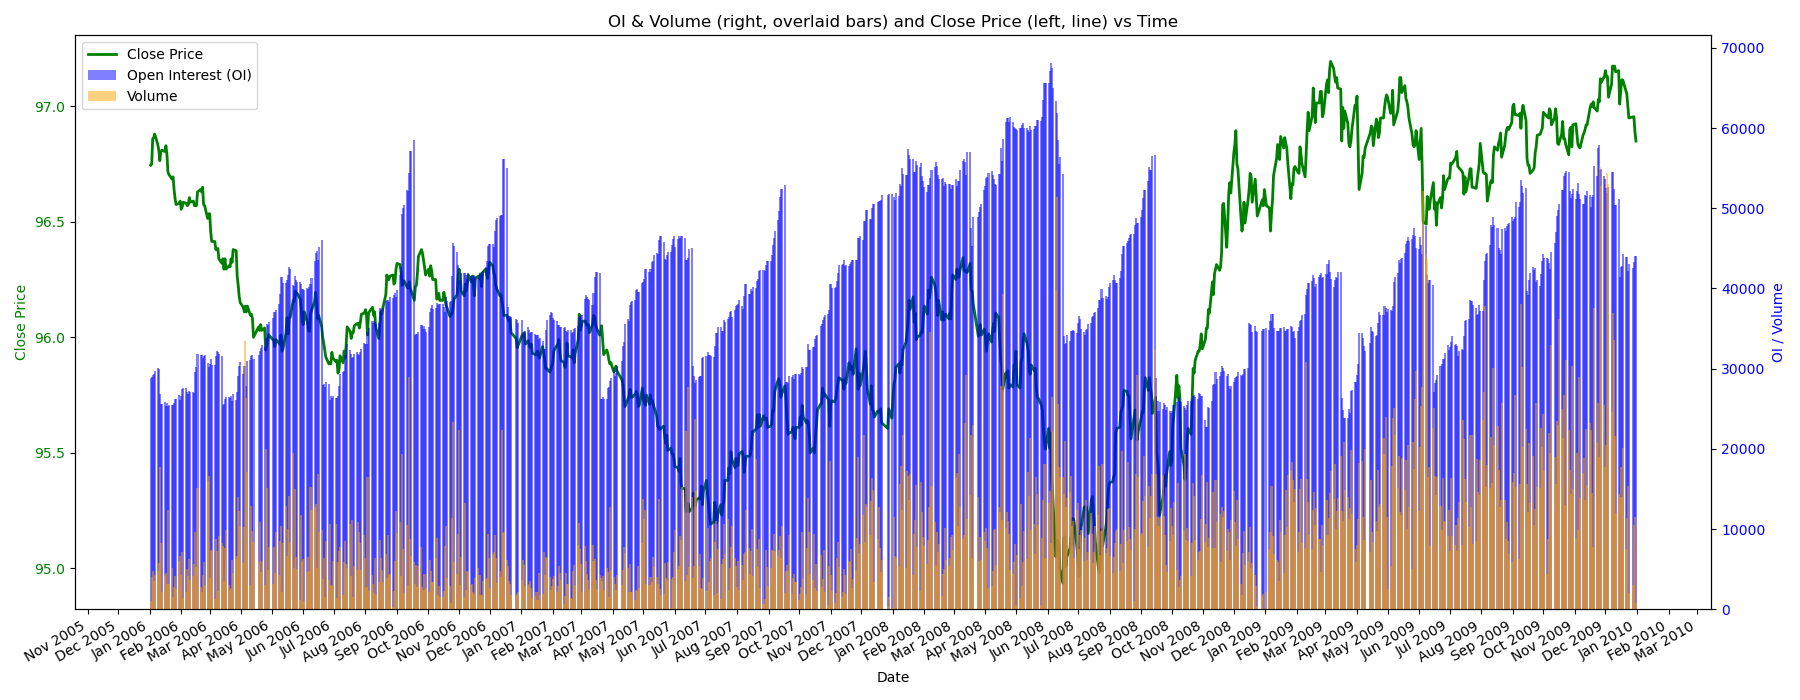 OI & Volume (right, overlaid bars) and Close Price (left, line) vs Time
Close Price
Open Interest (OI)
Volume
97.0
96.5
96.0
95.5
95.0
Close Price
70000
60000
50000
40000
30000
20000
10000
0
OI / Volume
Nov 2005
Dec 2005
Jan 2006
Feb 2006
Mar 2006
Apr 2006
May 2006
Jun 2006
Jul 2006
Aug 2006
Sep 2006
Oct 2006
Nov 2006
Dec 2006
Jan 2007
Feb 2007
Mar 2007
Apr 2007
May 2007
Jun 2007
Jul 2007
Aug 2007
Sep 2007
Oct 2007
Nov 2007
Dec 2007
Jan 2008
Feb 2008
Mar 2008
Apr 2008
May 2008
Jun 2008
Jul 2008
Aug 2008
Sep 2008
Oct 2008
Nov 2008
Dec 2008
Jan 2009
Feb 2009
Mar 2009
Apr 2009
May 2009
Jun 2009
Jul 2009
Aug 2009
Sep 2009
Oct 2009
Nov 2009
Dec 2009
Jan 2010
Feb 2010
Mar 2010
Date